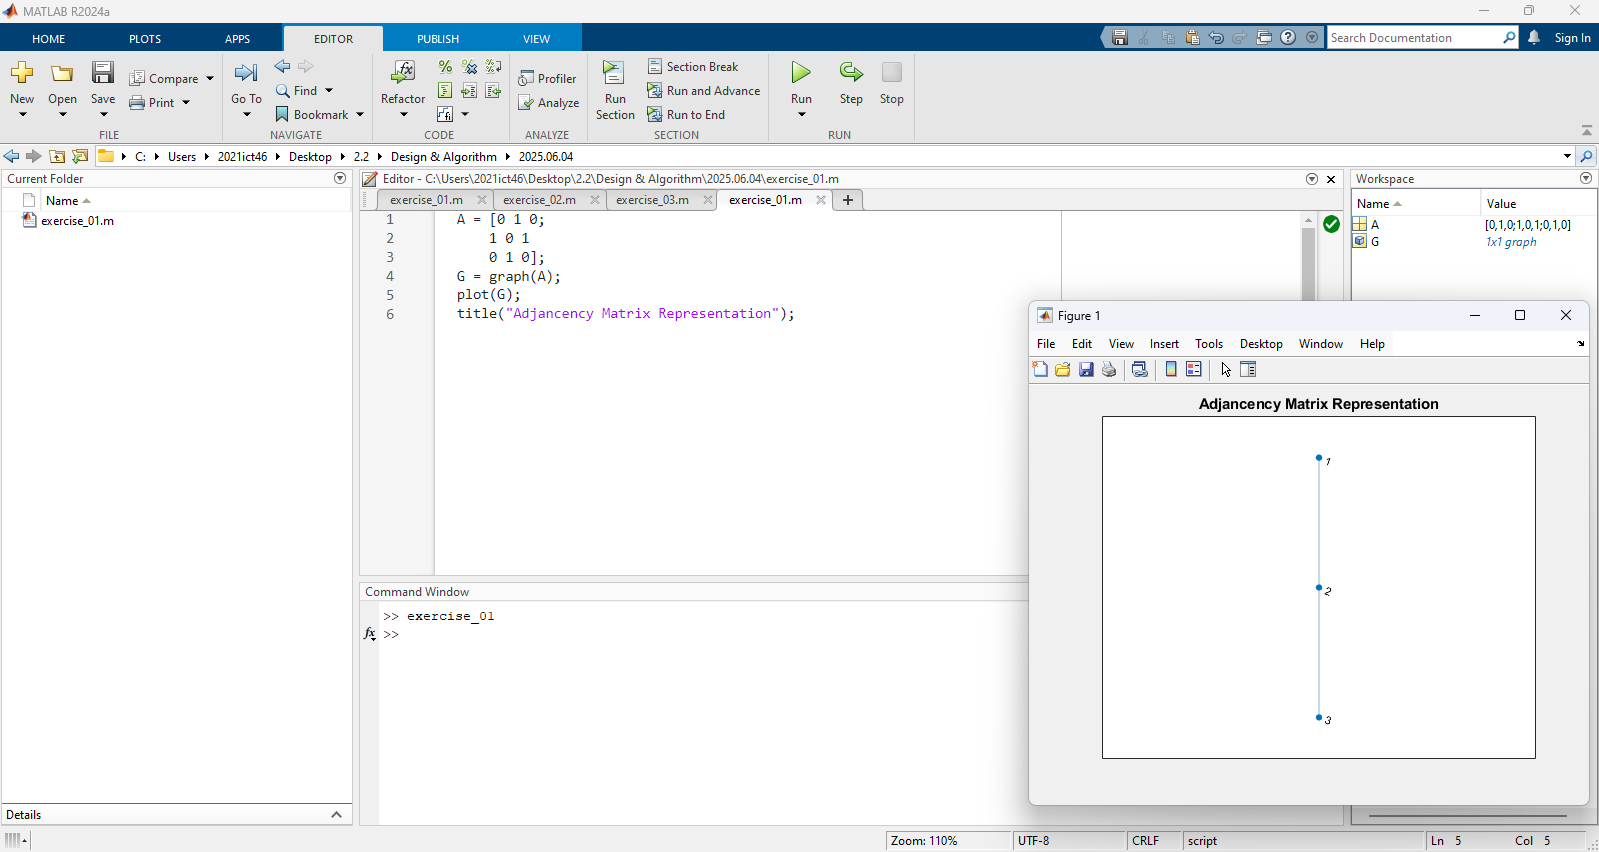 MATLAB R2024a
HOME PLOTS APPS EDITOR PUBLISH VIEW
Search Documentation
Sign In
New
Open
Save
Compare
Print
FILE
Go To
Find
Bookmark
NAVIGATE
Refactor
CODE
Profiler
Analyze
ANALYZE
Run Section
Section Break
Run and Advance
Run to End
SECTION
Run
Step
Stop
RUN
C: Users 2021ict46 Desktop 2.2 Design & Algorithm 2025.06.04
Current Folder
Name
exercise_01.m
Details
Editor - C:\Users\2021ict46\Desktop\2.2\Design & Algorithm\2025.06.04\exercise_01.m
exercise_01.m exercise_02.m exercise_03.m exercise_01.m
1 A = [0 1 0;
2 1 0 1
3 0 1 0];
4 G = graph(A);
5 plot(G);
6 title("Adjancency Matrix Representation");
Command Window
>> exercise_01
fx >>
Workspace
Name Value
A [0,1,0;1,0,1;0,1,0]
G 1x1 graph
Figure 1
File Edit View Insert Tools Desktop Window Help
Adjancency Matrix Representation
1
2
3
Zoom: 110% UTF-8 CRLF script Ln 5 Col 5